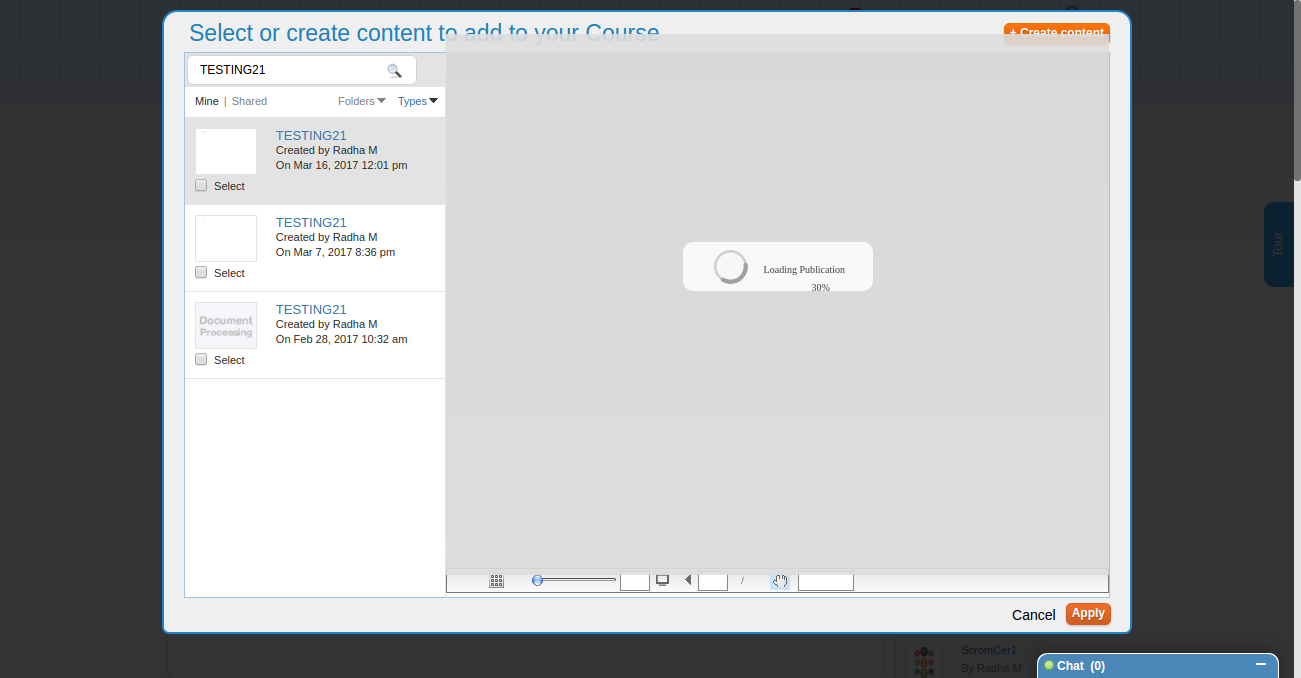 Select or create content to add to your Course
+ Create content
TESTING21
Mine | Shared
Folders
Types
TESTING21
Created by Radha M
On Mar 16, 2017 12:01 pm
Select
TESTING21
Created by Radha M
On Mar 7, 2017 8:36 pm
Select
Document
Processing
TESTING21
Created by Radha M
On Feb 28, 2017 10:32 am
Select
Loading Publication
30%
/
Tour
Cancel
Apply
ScromCer1
By Radha M
Chat (0)